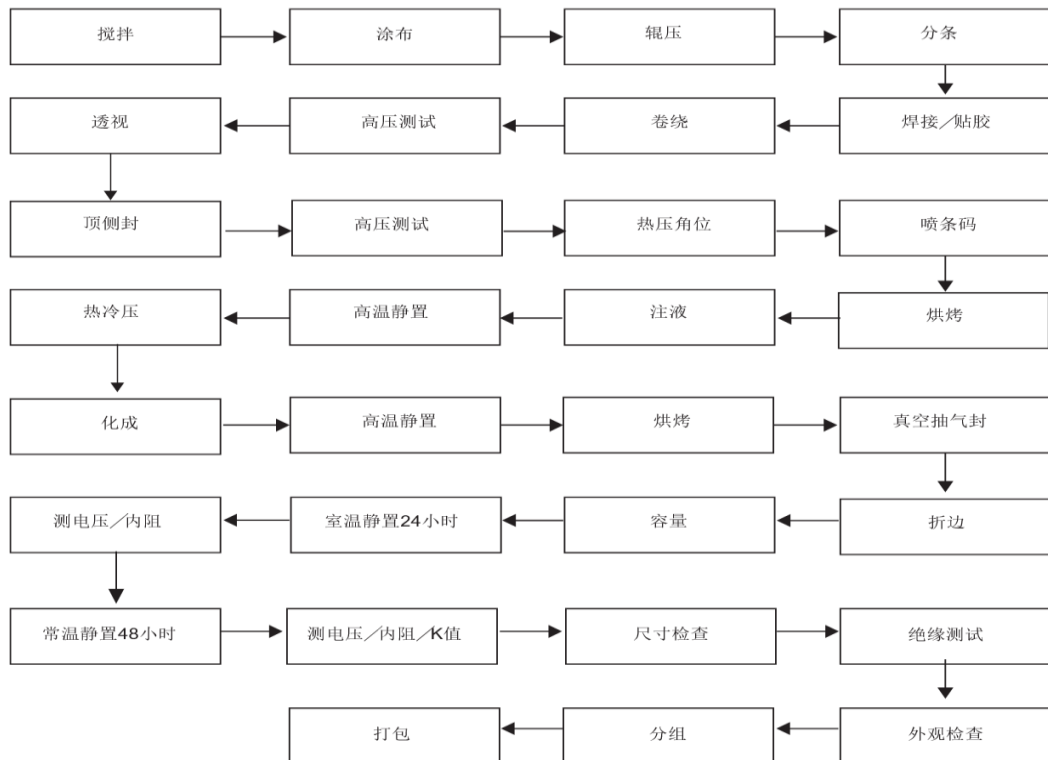 搅拌
涂布
辊压
分条
焊接／贴胶
卷绕
高压测试
透视
顶侧封
高压测试
热压角位
喷条码
烘烤
注液
高温静置
热冷压
化成
高温静置
烘烤
真空抽气封
折边
容量
室温静置24小时
测电压／内阻
常温静置48小时
测电压／内阻／K值
尺寸检查
绝缘测试
外观检查
分组
打包